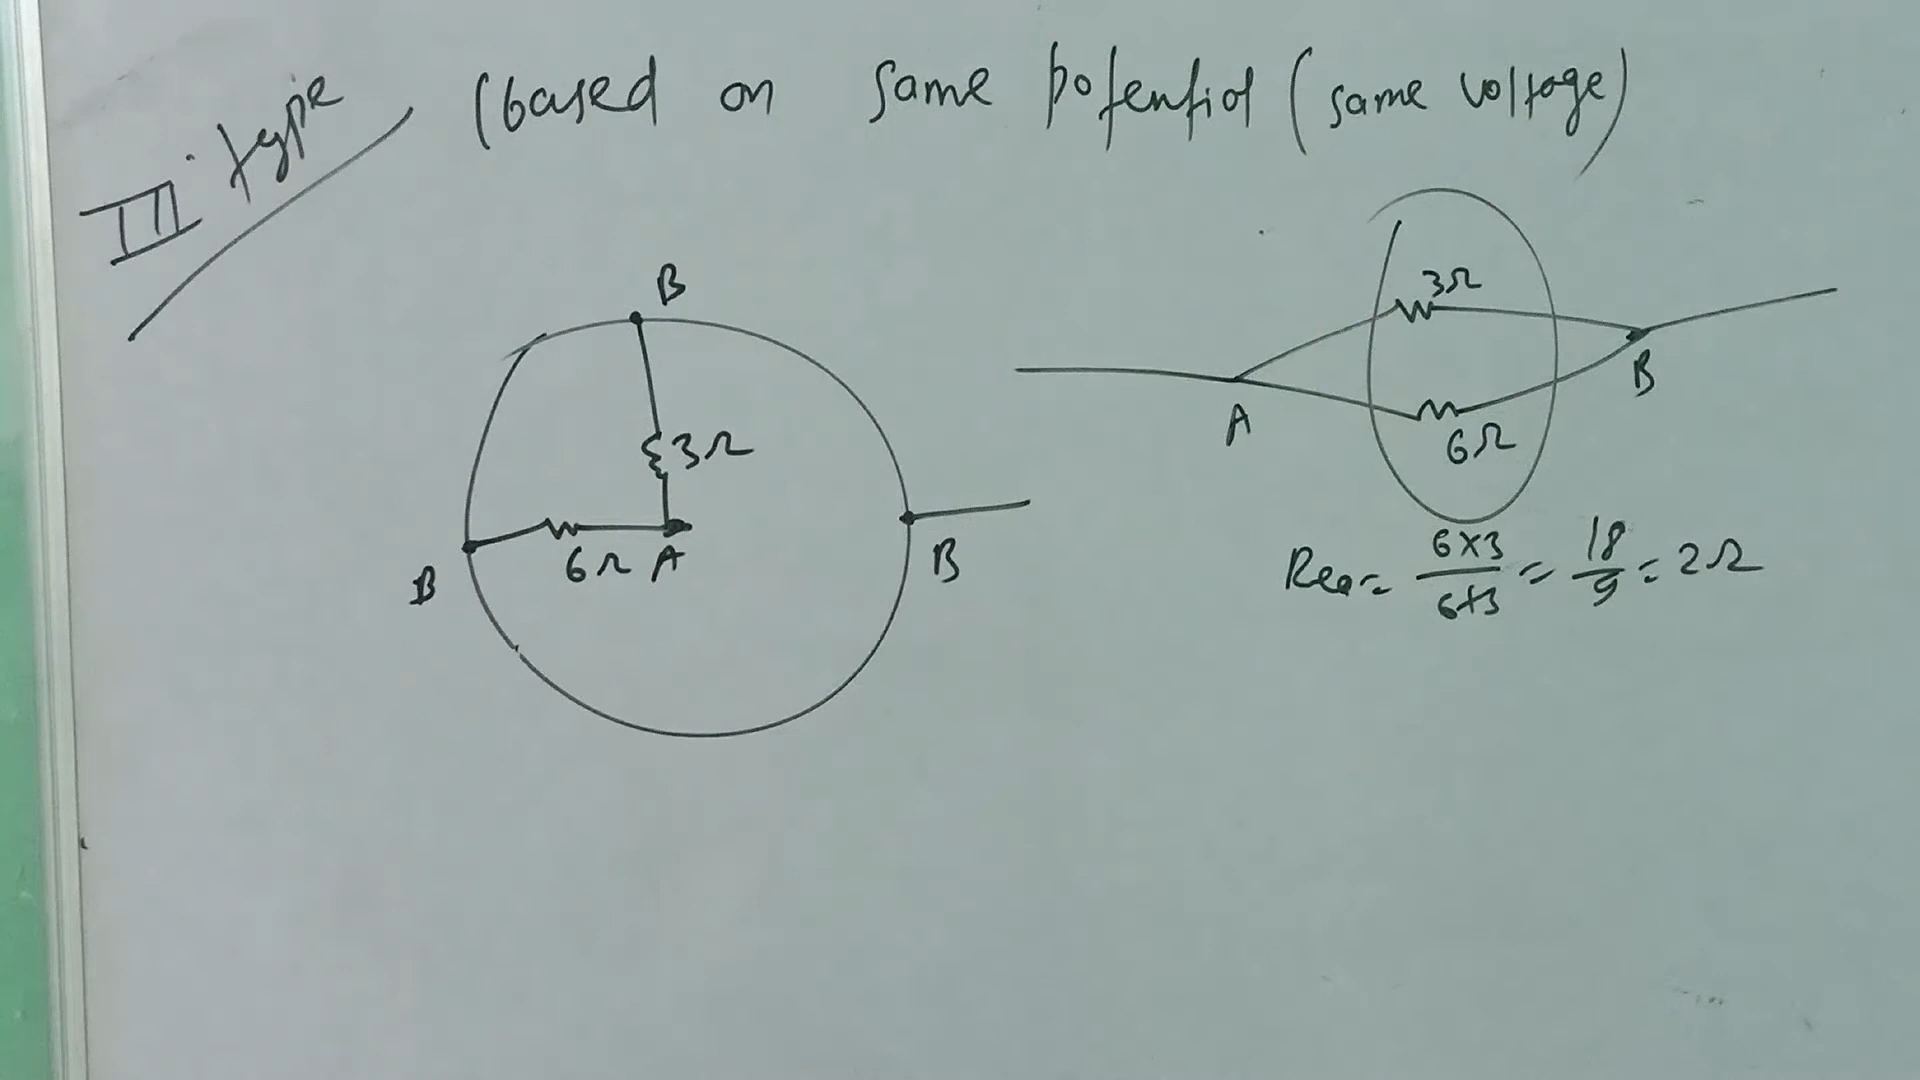 III type (based on same potential (same voltage)
B
3Ω
6Ω A
B
B
3Ω
A
B
6Ω
Req = 6×3 / 6+3 = 18 / 9 = 2Ω